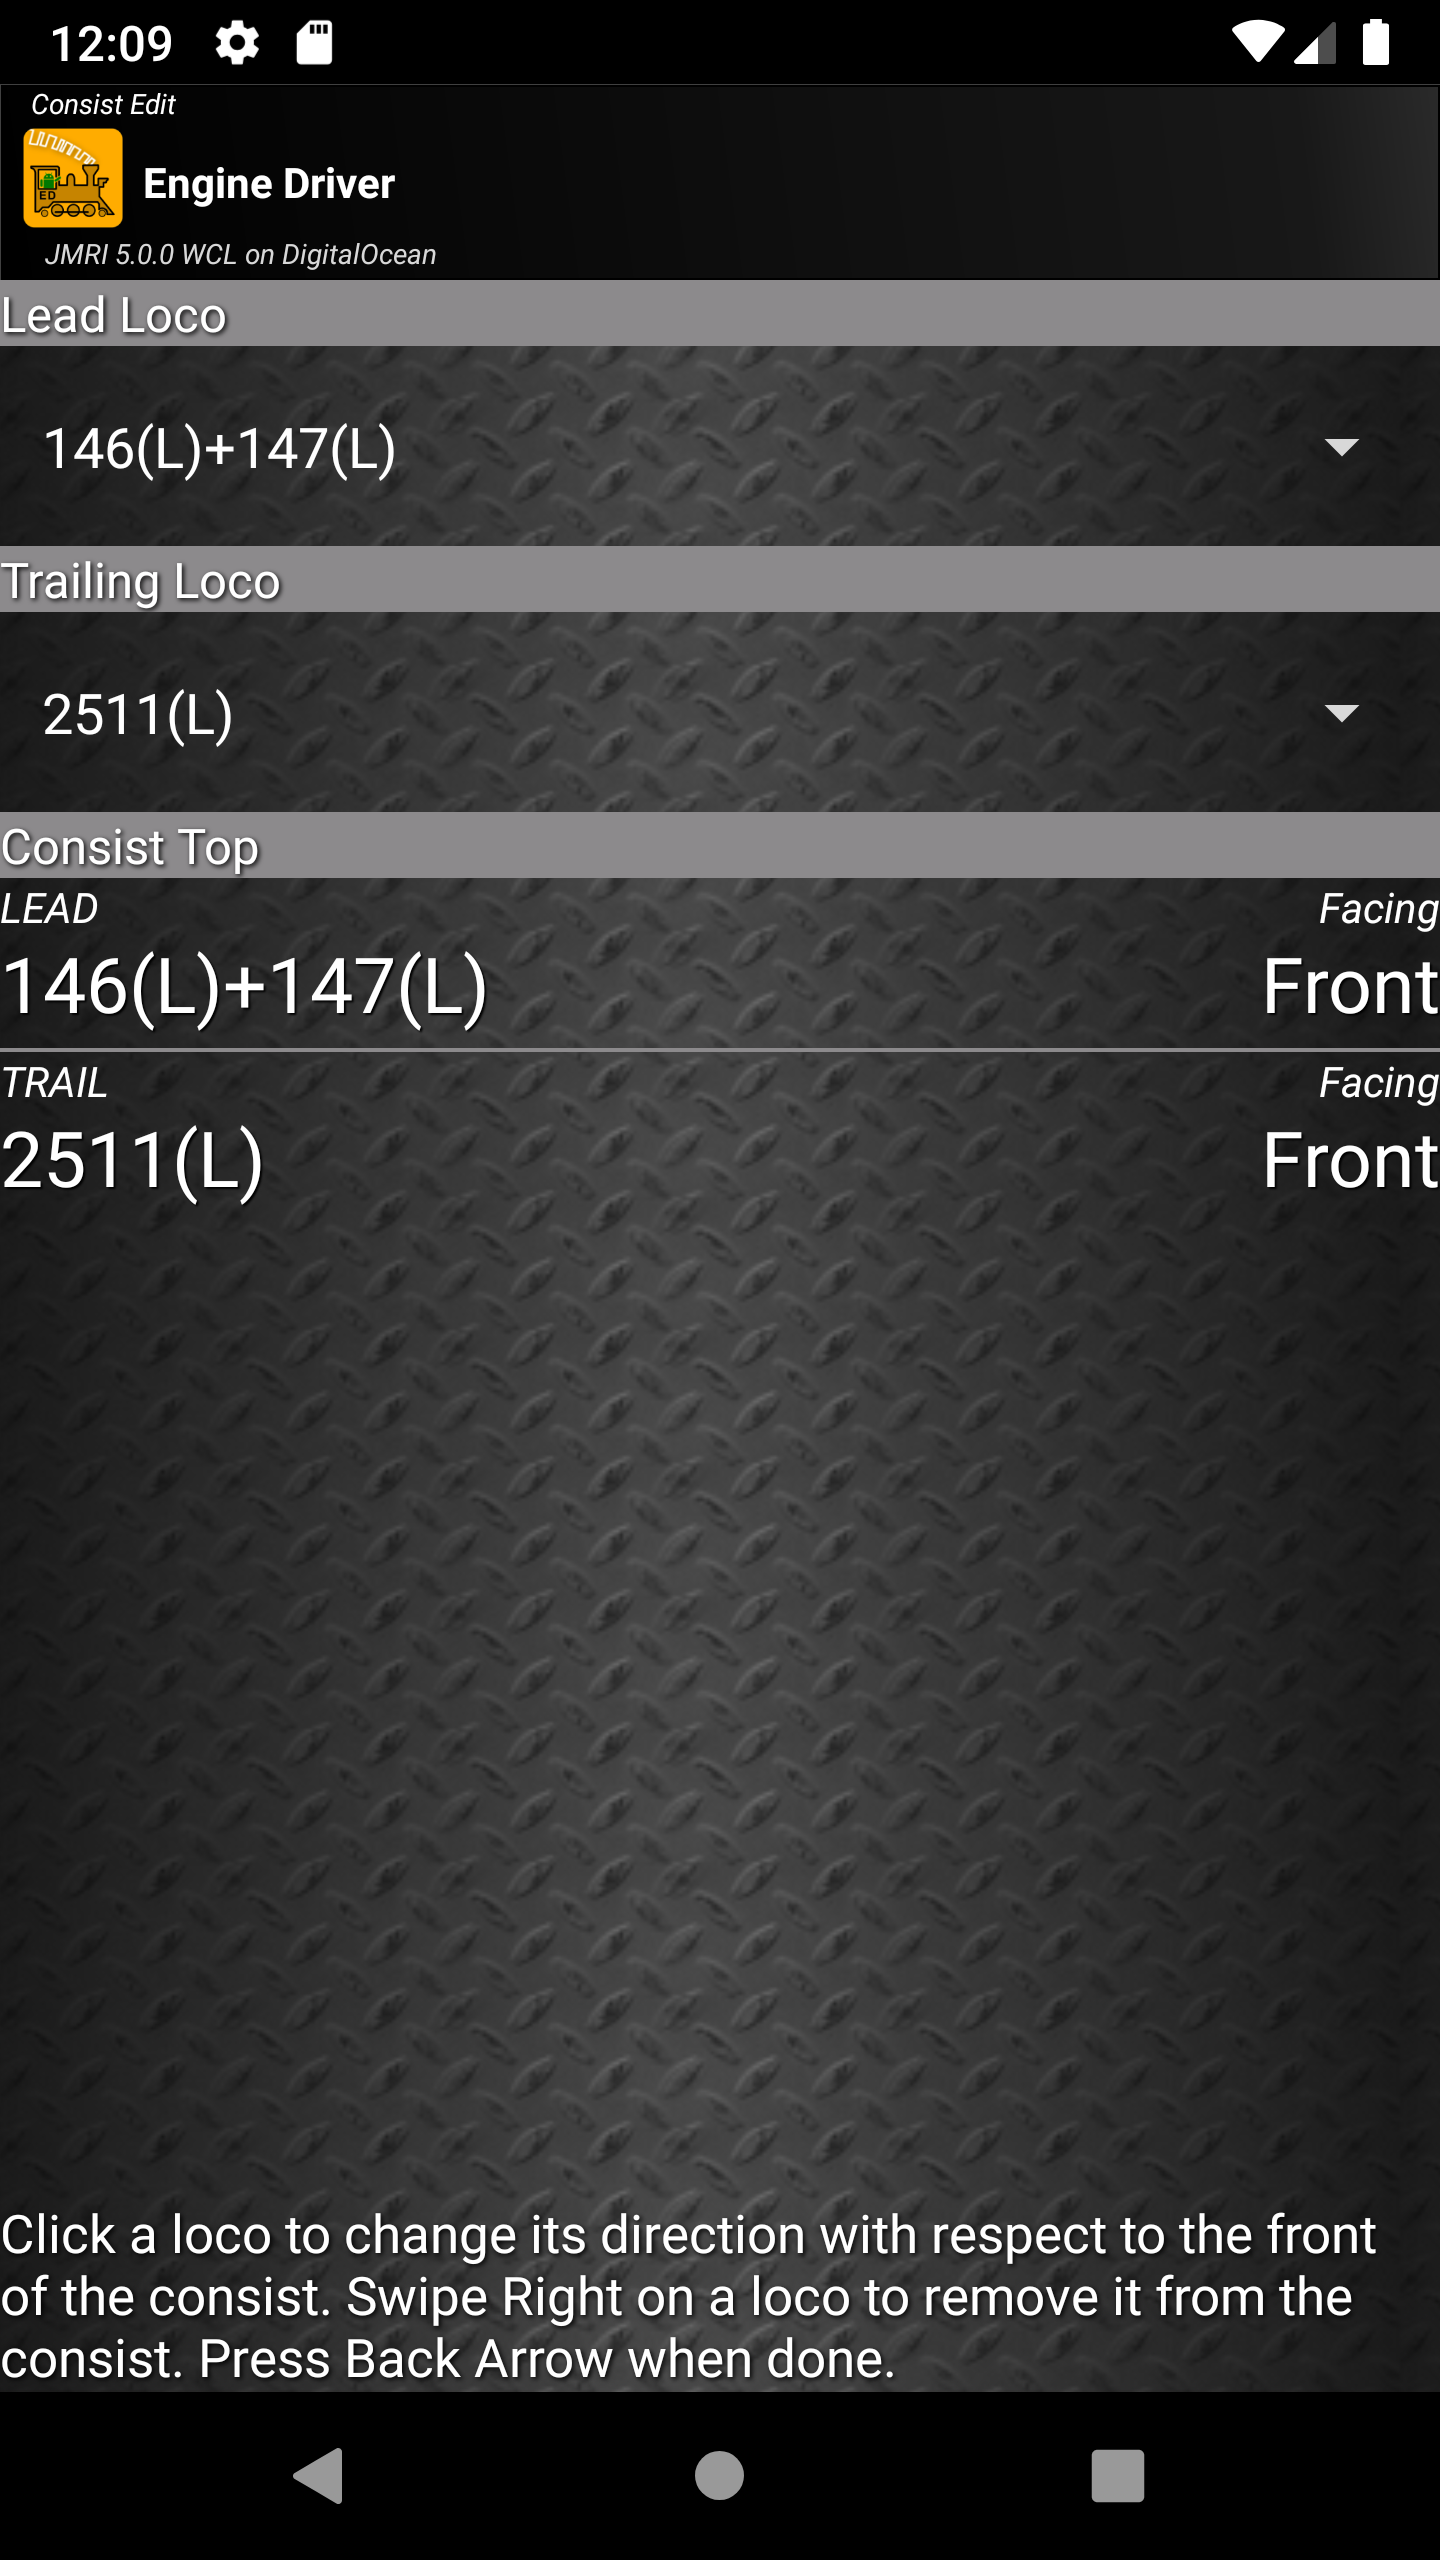 12:09
Consist Edit
ED
Engine Driver
JMRI 5.0.0 WCL on DigitalOcean
Lead Loco
146(L)+147(L)
Trailing Loco
2511(L)
Consist Top
LEAD Facing
146(L)+147(L) Front
TRAIL Facing
2511(L) Front
Click a loco to change its direction with respect to the front
of the consist. Swipe Right on a loco to remove it from the
consist. Press Back Arrow when done.